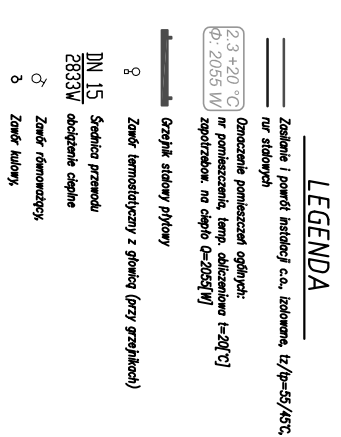 LEGENDA
Zasilanie i powrót instalacji c.o., izolowane, tz/tp=55/45°C,
rur stalowych
2.3 +20 °C
Φ: 2055 W
Oznaczenie pomieszczeń ogólnych:
nr pomieszczenia, temp. obliczeniowa t=20[°C]
zapotrzebow. na ciepło Q=2055[W]
Grzejnik stalowy płytowy
Zawór termostatyczny z głowicą (przy grzejnikach)
DN 15
2833W
Średnica przewodu
obciążenie cieplne
Zawór równoważący,
Zawór kulowy,